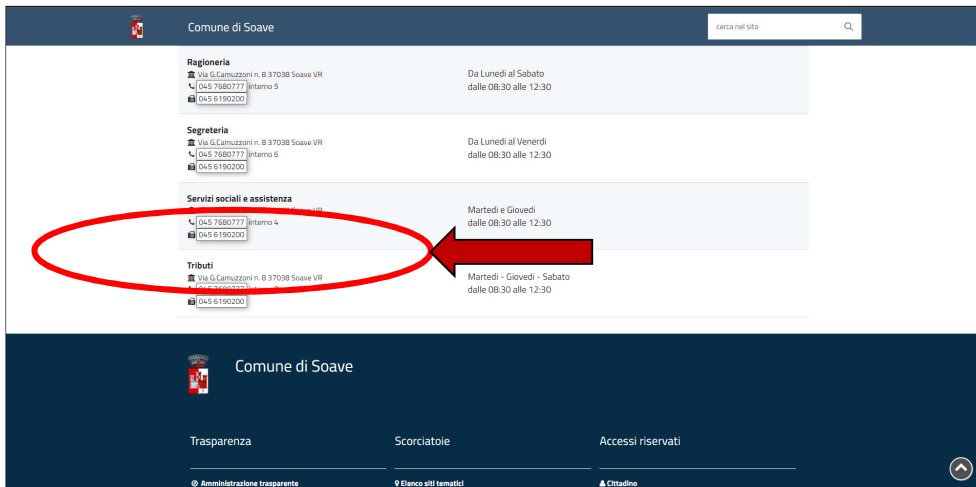 Comune di Soave
cerca nel sito
Ragioneria
Via G.Camuzzoni n. 8 37038 Soave VR
045 7680777 interno 5
045 6190200
Da Lunedì al Sabato
dalle 08:30 alle 12:30
Segreteria
Via G.Camuzzoni n. 8 37038 Soave VR
045 7680777 interno 6
045 6190200
Da Lunedì al Venerdì
dalle 08:30 alle 12:30
Servizi sociali e assistenza
Soave VR
045 7680777 interno 4
045 6190200
Martedì e Giovedì
dalle 08:30 alle 12:30
Tributi
Via G.Camuzzoni n. 8 37038 Soave VR
045 6190200
Martedì - Giovedì - Sabato
dalle 08:30 alle 12:30
Comune di Soave
Trasparenza
Scorciatoie
Accessi riservati
Amministrazione trasparente
Elenco siti tematici
Cittadino